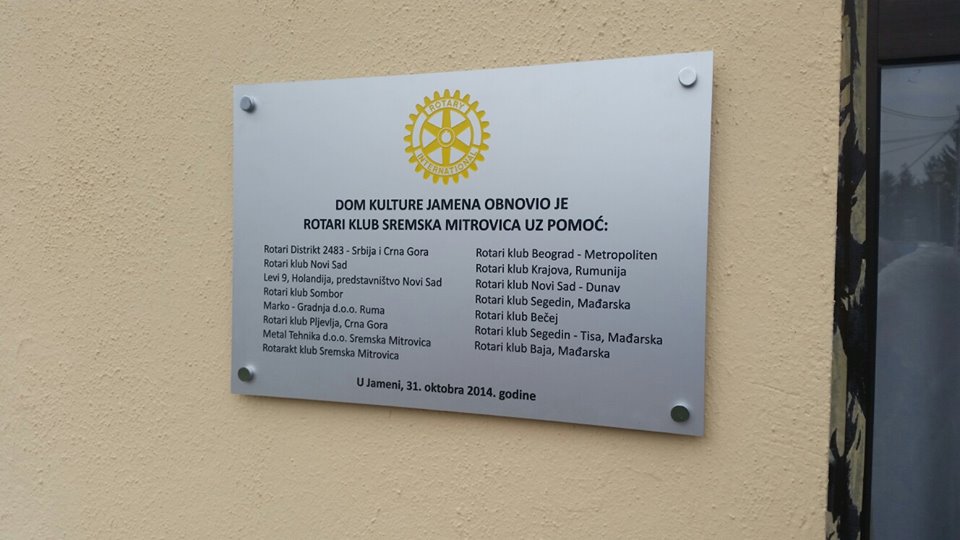 ROTARY
INTERNATIONAL
DOM KULTURE JAMENA OBNOVIO JE
ROTARI KLUB SREMSKA MITROVICA UZ POMOĆ:
Rotari Distrikt 2483 - Srbija i Crna Gora
Rotari klub Novi Sad
Levi 9, Holandija, predstavništvo Novi Sad
Rotari klub Sombor
Marko - Gradnja d.o.o. Ruma
Rotari klub Pljevlja, Crna Gora
Metal Tehnika d.o.o. Sremska Mitrovica
Rotarakt klub Sremska Mitrovica
Rotari klub Beograd - Metropoliten
Rotari klub Krajova, Rumunija
Rotari klub Novi Sad - Dunav
Rotari klub Segedin, Mađarska
Rotari klub Bečej
Rotari klub Segedin - Tisa, Mađarska
Rotari klub Baja, Mađarska
U Jameni, 31. oktobra 2014. godine